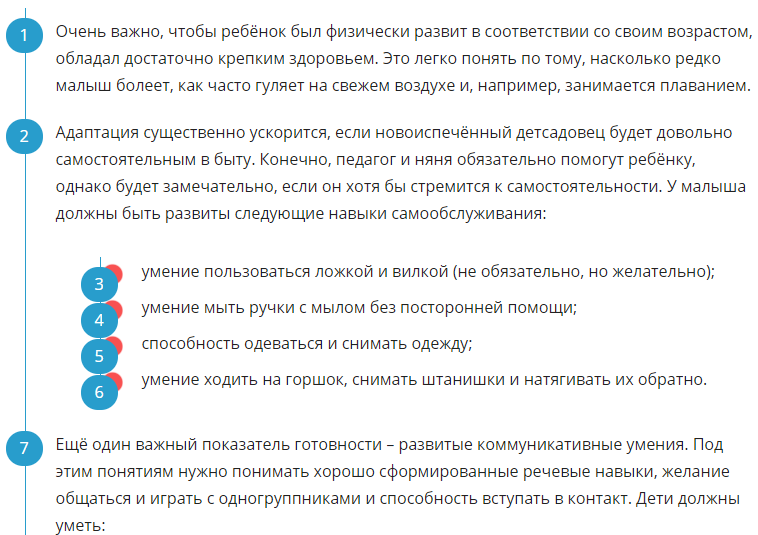 1 Очень важно, чтобы ребёнок был физически развит в соответствии со своим возрастом,
обладал достаточно крепким здоровьем. Это легко понять по тому, насколько редко
малыш болеет, как часто гуляет на свежем воздухе и, например, занимается плаванием.
2 Адаптация существенно ускорится, если новоиспечённый детсадовец будет довольно
самостоятельным в быту. Конечно, педагог и няня обязательно помогут ребёнку,
однако будет замечательно, если он хотя бы стремится к самостоятельности. У малыша
должны быть развиты следующие навыки самообслуживания:
3 умение пользоваться ложкой и вилкой (не обязательно, но желательно);
4 умение мыть ручки с мылом без посторонней помощи;
5 способность одеваться и снимать одежду;
6 умение ходить на горшок, снимать штанишки и натягивать их обратно.
7 Ещё один важный показатель готовности – развитые коммуникативные умения. Под
этим понятиям нужно понимать хорошо сформированные речевые навыки, желание
общаться и играть с одногруппниками и способность вступать в контакт. Дети должны
уметь: